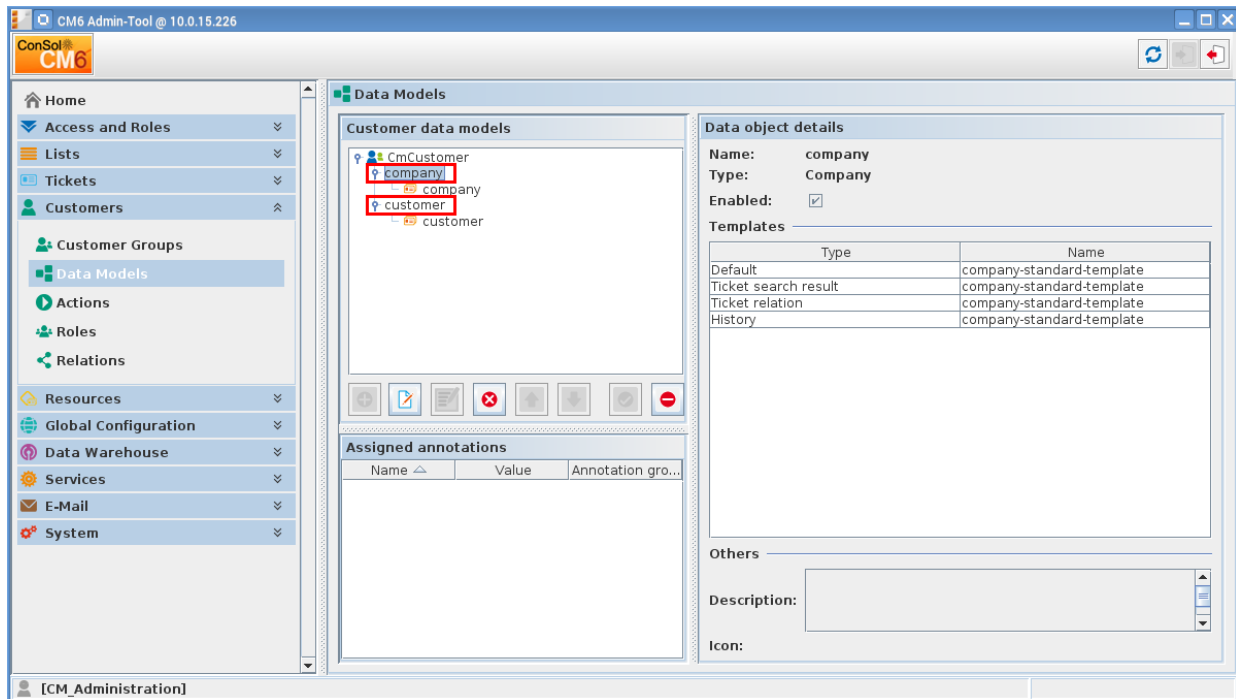 CM6 Admin-Tool @ 10.0.15.226
ConSol
CM6
Home
Access and Roles
Lists
Tickets
Customers
Customer Groups
Data Models
Actions
Roles
Relations
Resources
Global Configuration
Data Warehouse
Services
E-Mail
System
Data Models
Customer data models
CmCustomer
company
company
customer
customer
Assigned annotations
Name Value Annotation gro...
Data object details
Name: company
Type: Company
Enabled:
Templates
Type Name
Default company-standard-template
Ticket search result company-standard-template
Ticket relation company-standard-template
History company-standard-template
Others
Description:
Icon:
[CM_Administration]